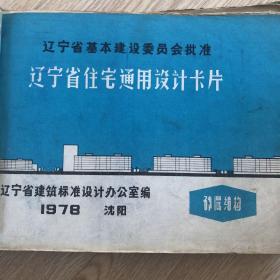 辽宁省基本建设委员会批准
辽宁省住宅通用设计卡片
辽宁省建筑标准设计办公室编
1978 沈阳
砖混结构